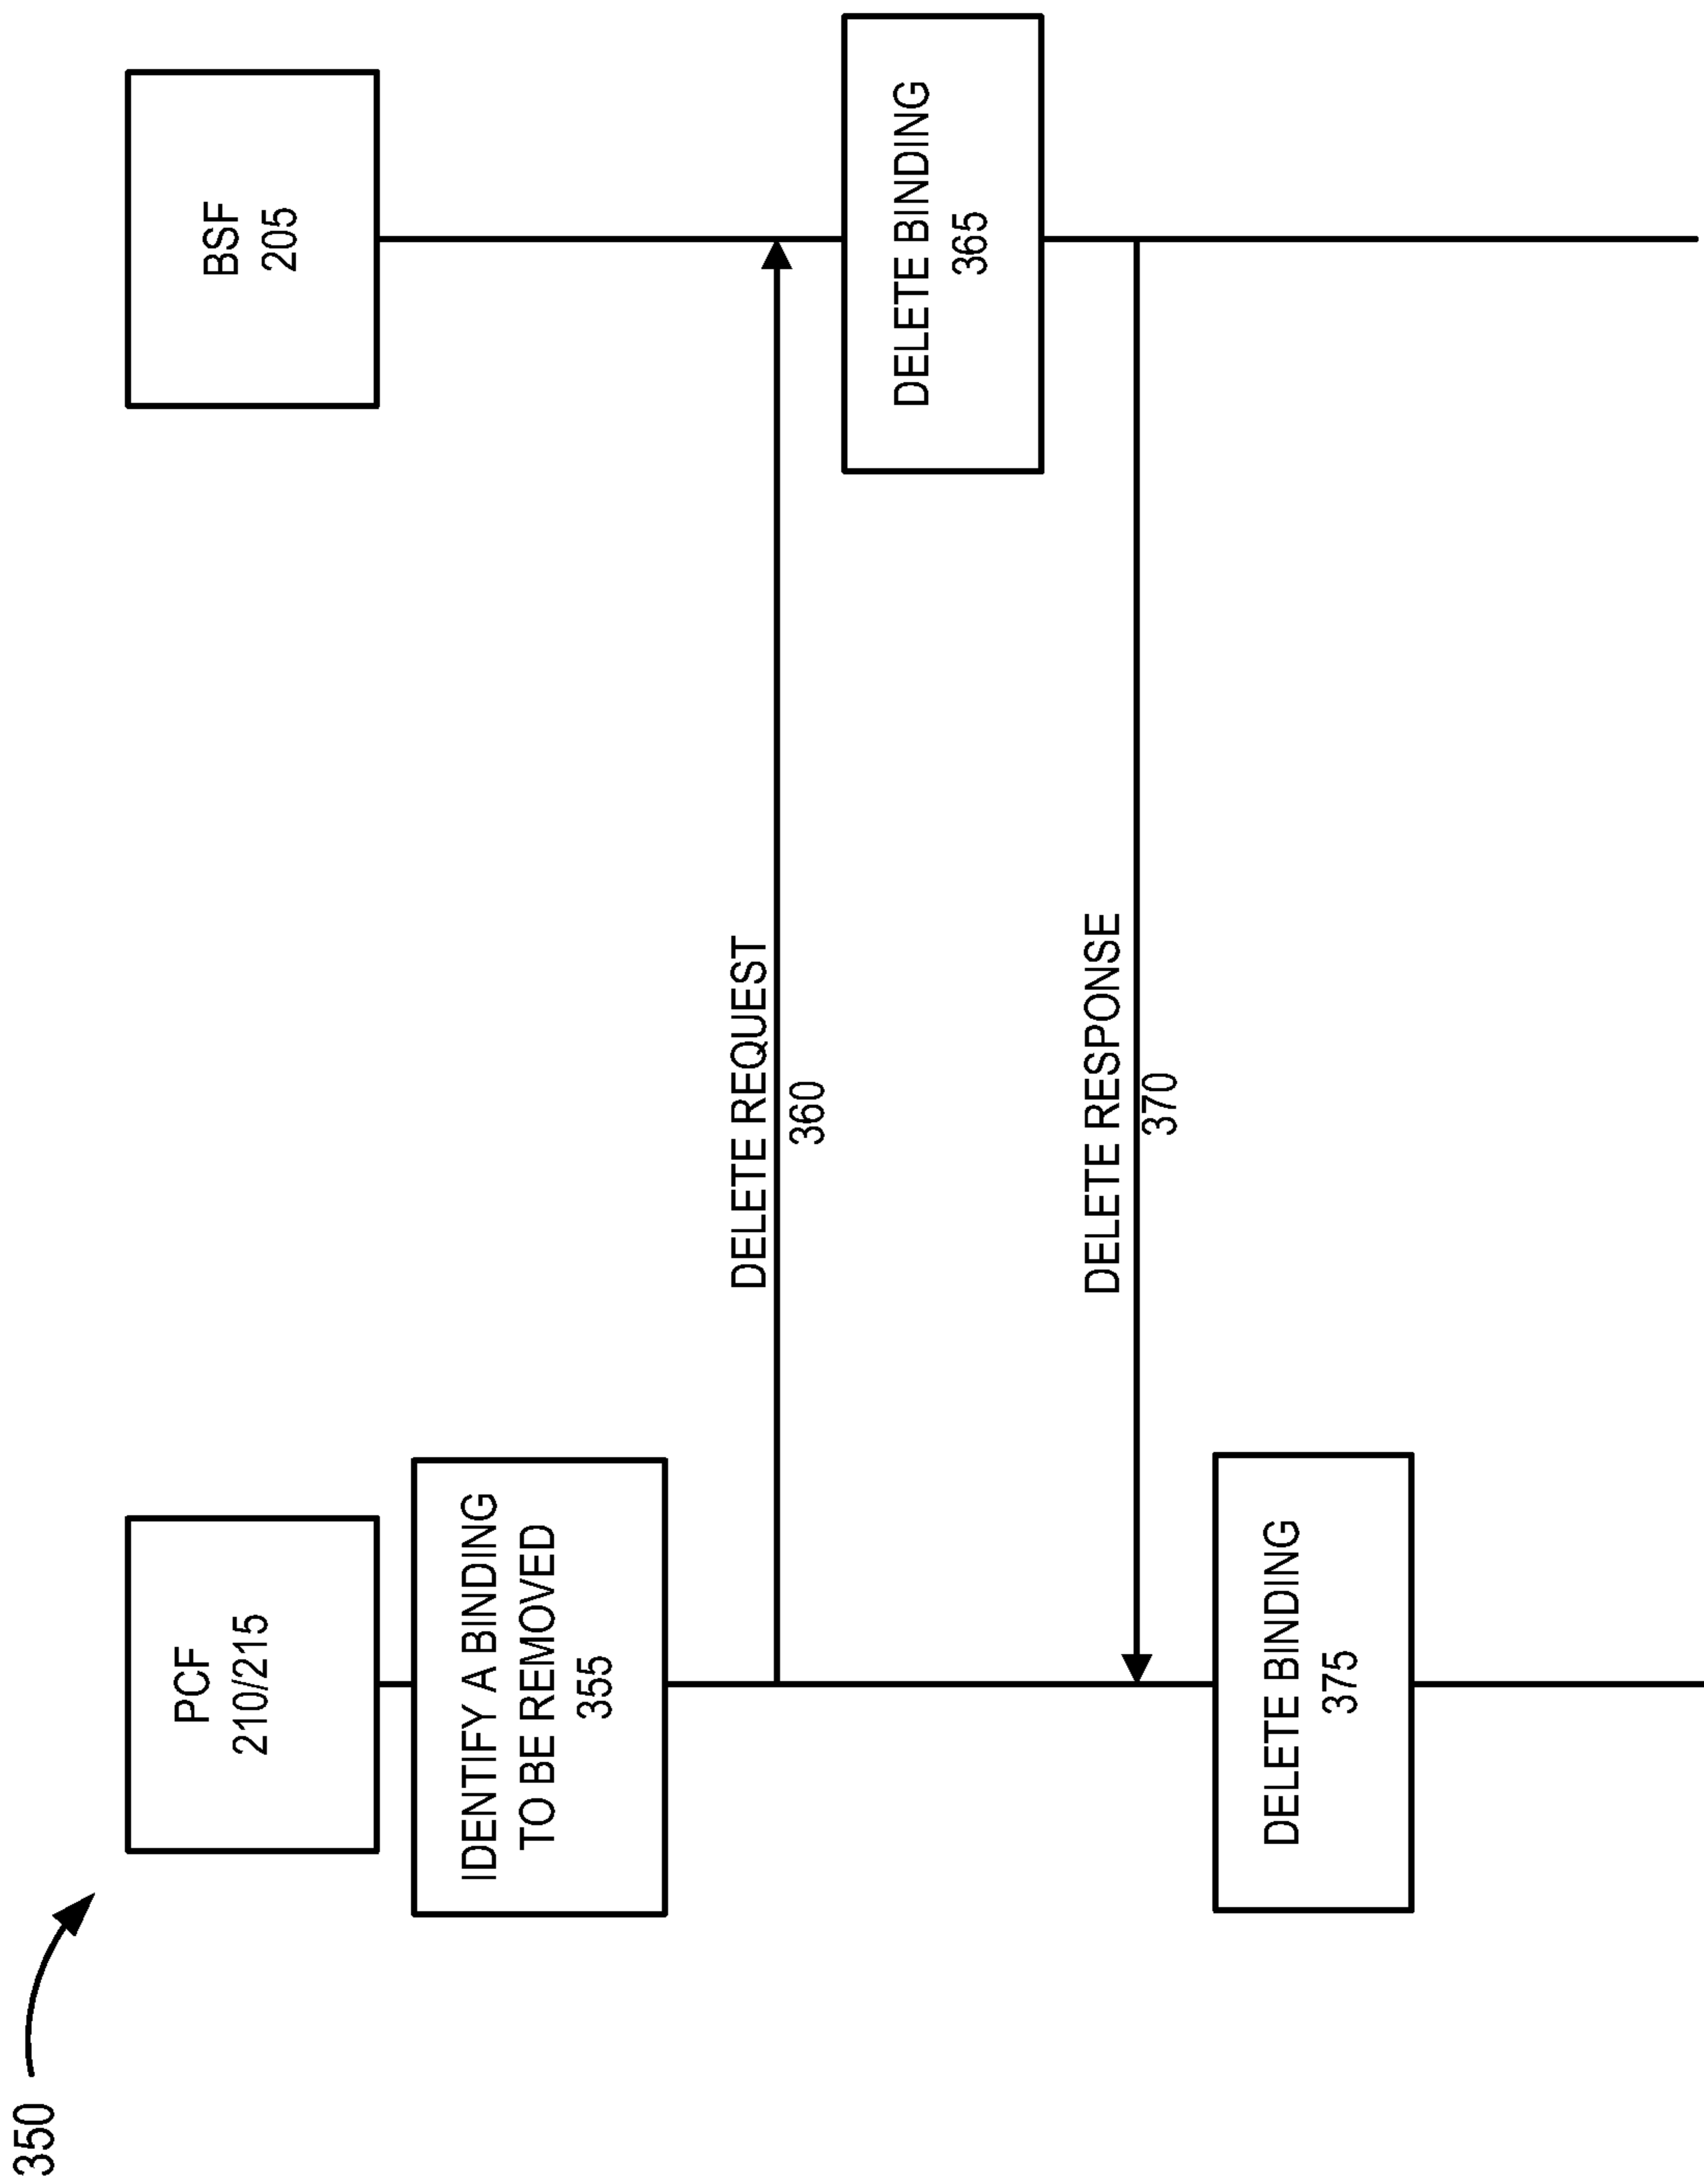 350
PCF
210/215
BSF
205
IDENTIFY A BINDING
TO BE REMOVED
355
DELETE REQUEST
360
DELETE BINDING
365
DELETE RESPONSE
370
DELETE BINDING
375